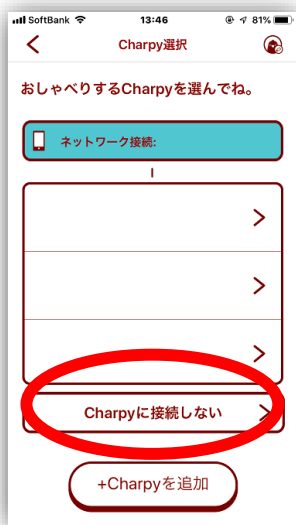 SoftBank 13:46 81%
Charpy選択
おしゃべりするCharpyを選んでね。
ネットワーク接続:
Charpyに接続しない
+Charpyを追加